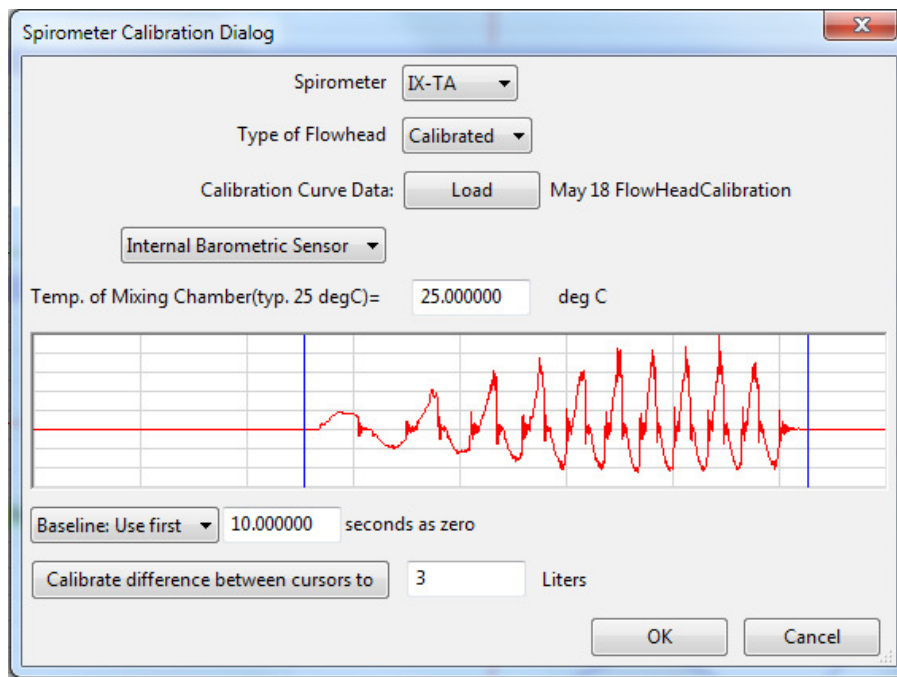 Spirometer Calibration Dialog
Spirometer IX-TA
Type of Flowhead Calibrated
Calibration Curve Data: Load May 18 FlowHeadCalibration
Internal Barometric Sensor
Temp. of Mixing Chamber(typ. 25 degC)= 25.000000 deg C
Baseline: Use first 10.000000 seconds as zero
Calibrate difference between cursors to 3 Liters
OK Cancel